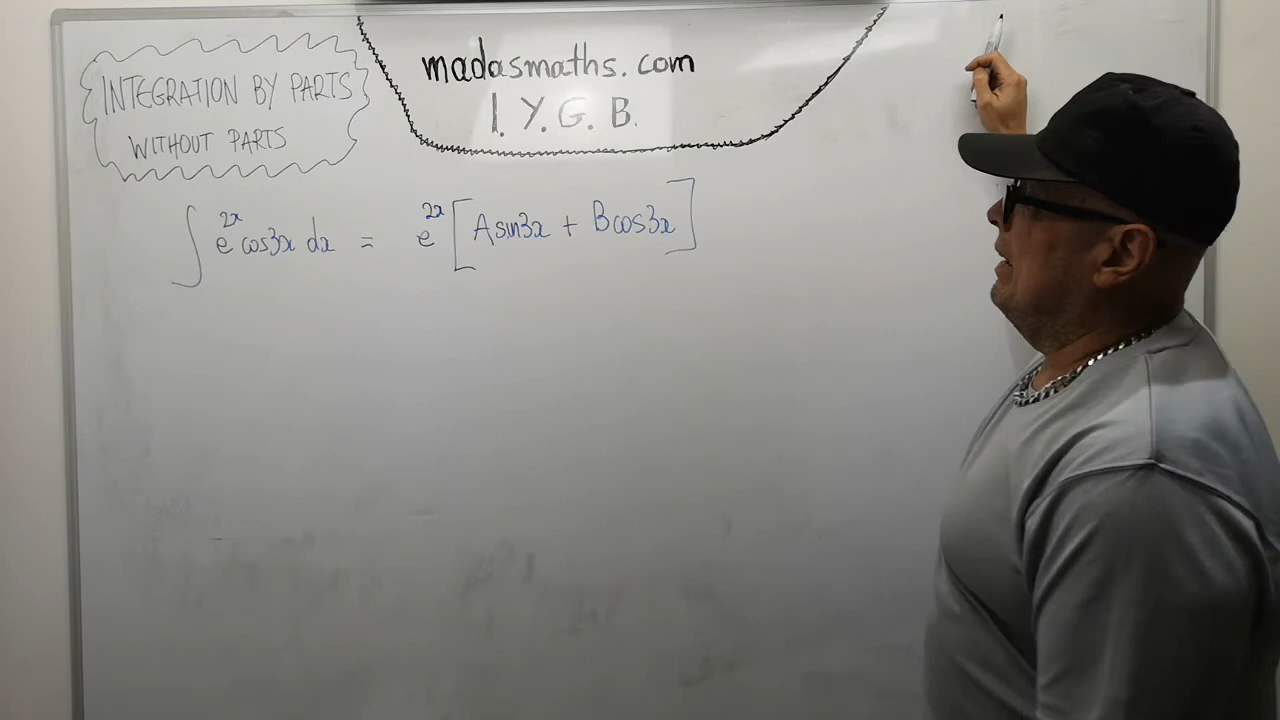 INTEGRATION BY PARTS
WITHOUT PARTS
madasmaths.com
I. Y. G. B.
∫ e^{2x} cos3x dx = e^{2x} [ A sin3x + B cos3x ]